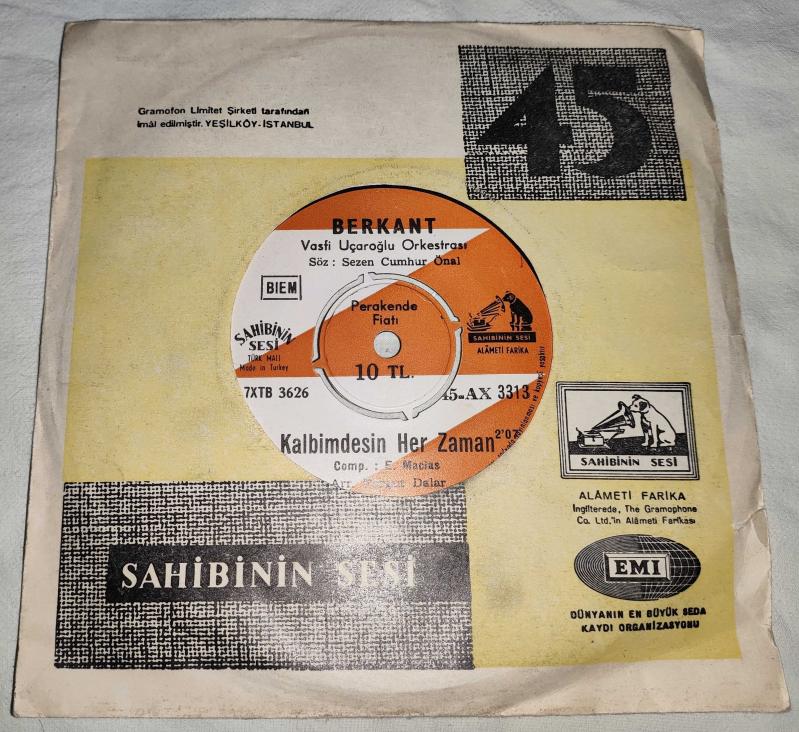 Gramofon Limitet Şirketi tarafından
imâl edilmiştir. YEŞİLKÖY-İSTANBUL
45
BERKANT
Vasfi Uçaroğlu Orkestrası
Söz : Sezen Cumhur Önal
BIEM
Perakende
Fiatı
10 TL.
SAHİBİNİN
SESİ
TÜRK MALI
Made in Turkey
SAHİBİNİN SESİ
ALÂMETİ FARİKA
7XTB 3626
45-AX 3313
Kalbimdesin Her Zaman 2'07
Comp. : E. Macias
Arr. Dalar
SAHİBİNİN SESİ
ALÂMETİ FARİKA
İngilterede, The Gramophone
Co. Ltd.'in Alâmeti Farikası
EMI
DÜNYANIN EN BÜYÜK SEDA
KAYDI ORGANİZASYONU
SAHİBİNİN SESİ